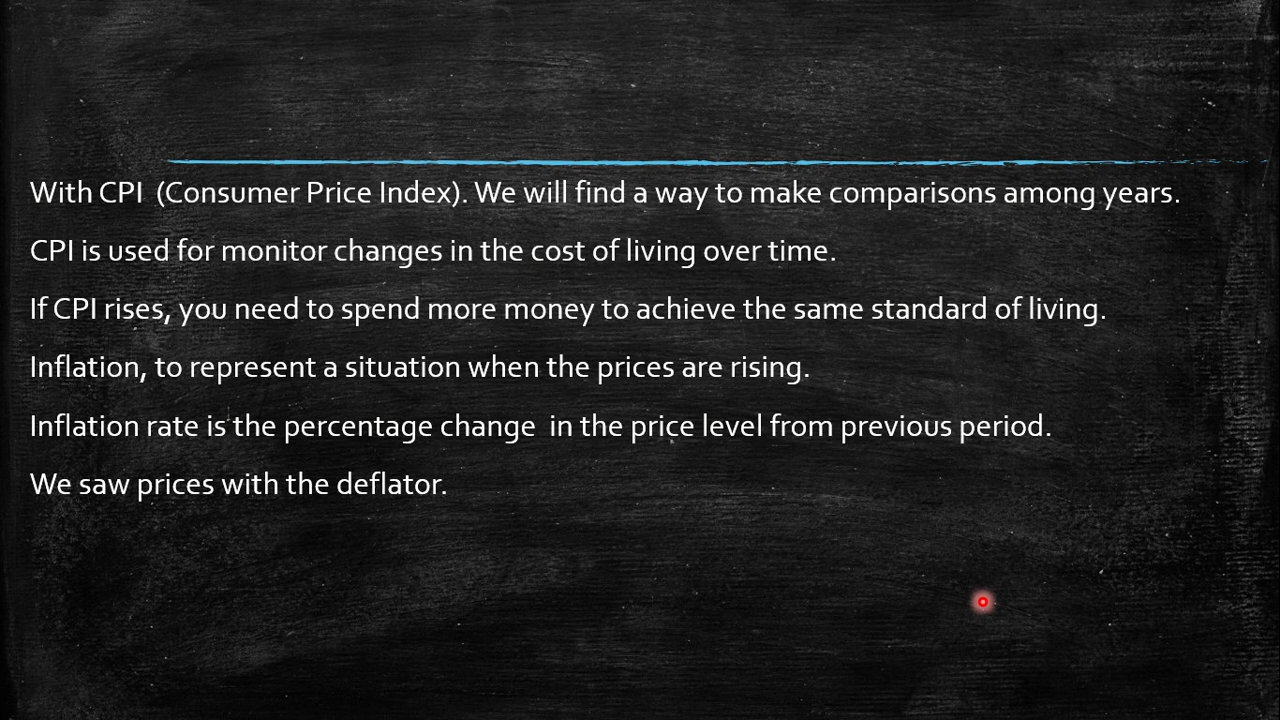 With CPI  (Consumer Price Index). We will find a way to make comparisons among years.
CPI is used for monitor changes in the cost of living over time.
If CPI rises, you need to spend more money to achieve the same standard of living.
Inflation, to represent a situation when the prices are rising.
Inflation rate is the percentage change  in the price level from previous period.
We saw prices with the deflator.